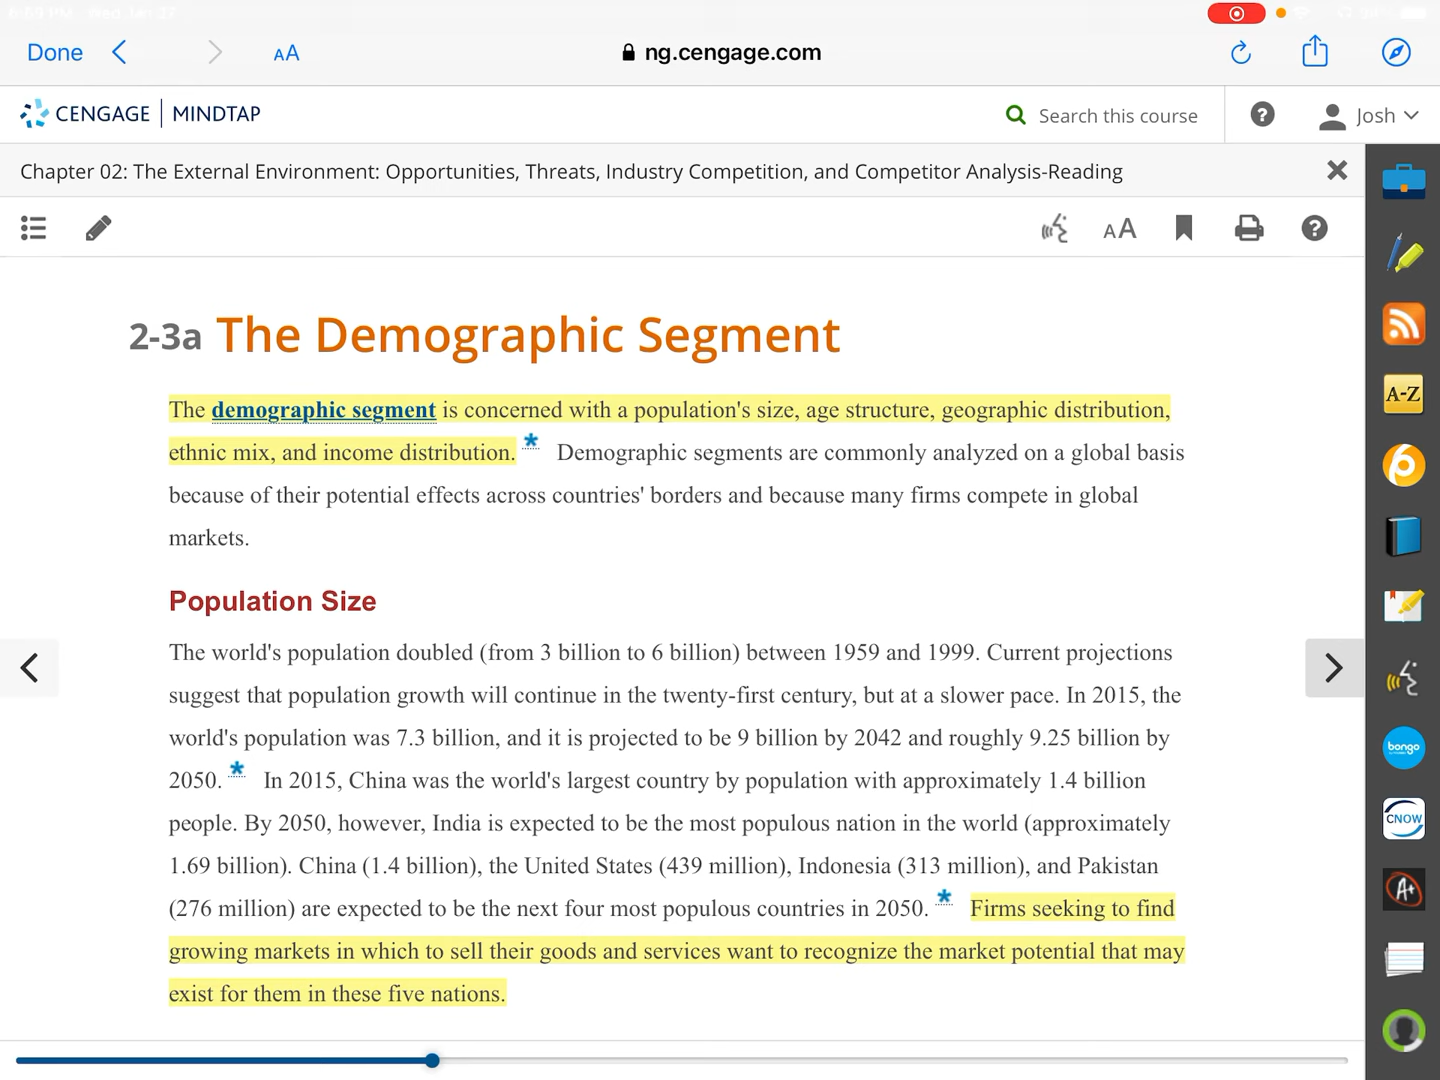 Done
AA
ng.cengage.com
CENGAGE | MINDTAP
Search this course
Josh
Chapter 02: The External Environment: Opportunities, Threats, Industry Competition, and Competitor Analysis-Reading
AA
2-3a The Demographic Segment
The demographic segment is concerned with a population's size, age structure, geographic distribution,
ethnic mix, and income distribution. * Demographic segments are commonly analyzed on a global basis
because of their potential effects across countries' borders and because many firms compete in global
markets.
Population Size
The world's population doubled (from 3 billion to 6 billion) between 1959 and 1999. Current projections
suggest that population growth will continue in the twenty-first century, but at a slower pace. In 2015, the
world's population was 7.3 billion, and it is projected to be 9 billion by 2042 and roughly 9.25 billion by
2050. * In 2015, China was the world's largest country by population with approximately 1.4 billion
people. By 2050, however, India is expected to be the most populous nation in the world (approximately
1.69 billion). China (1.4 billion), the United States (439 million), Indonesia (313 million), and Pakistan
(276 million) are expected to be the next four most populous countries in 2050. * Firms seeking to find
growing markets in which to sell their goods and services want to recognize the market potential that may
exist for them in these five nations.
A-Z
bongo
CNOW
A+